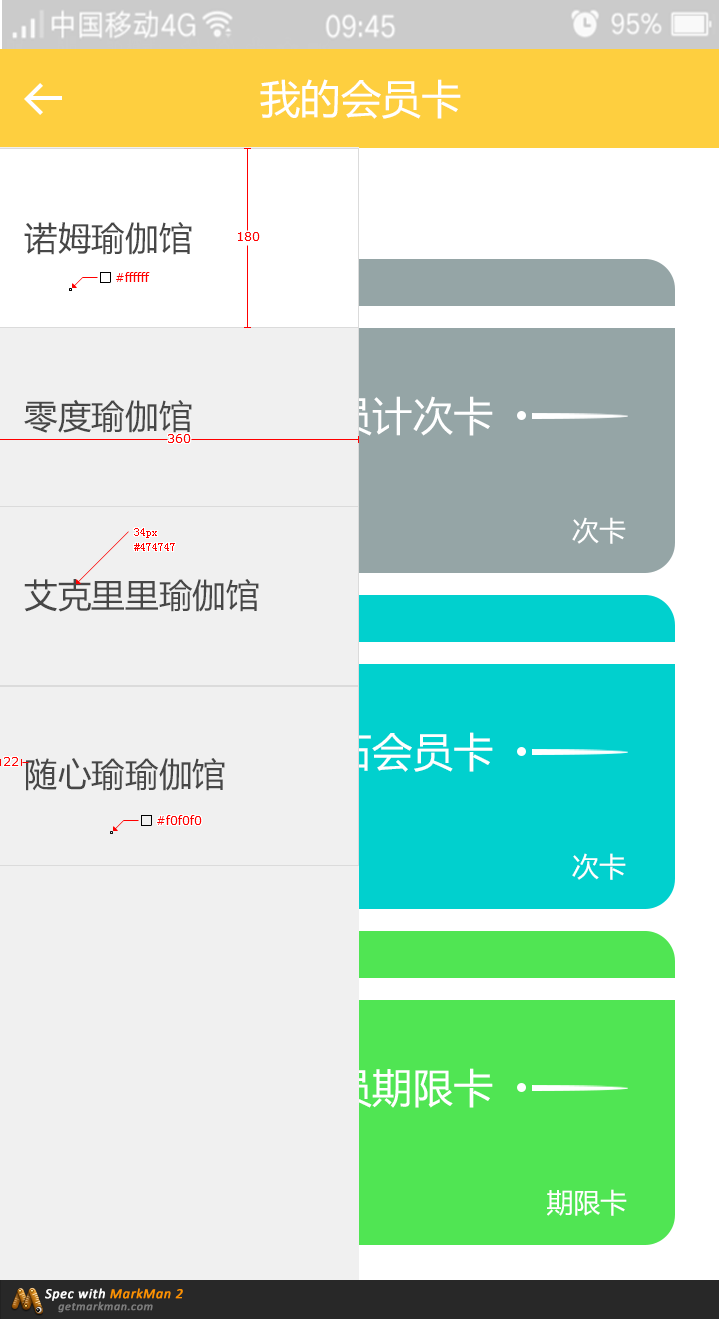 中国移动4G 09:45 95%
我的会员卡
诺姆瑜伽馆
180
#ffffff
零度瑜伽馆
360
员计次卡
次卡
34px
#474747
艾克里里瑜伽馆
会员卡
22
随心瑜瑜伽馆
#f0f0f0
次卡
员期限卡
期限卡
Spec with MarkMan 2
getmarkman.com